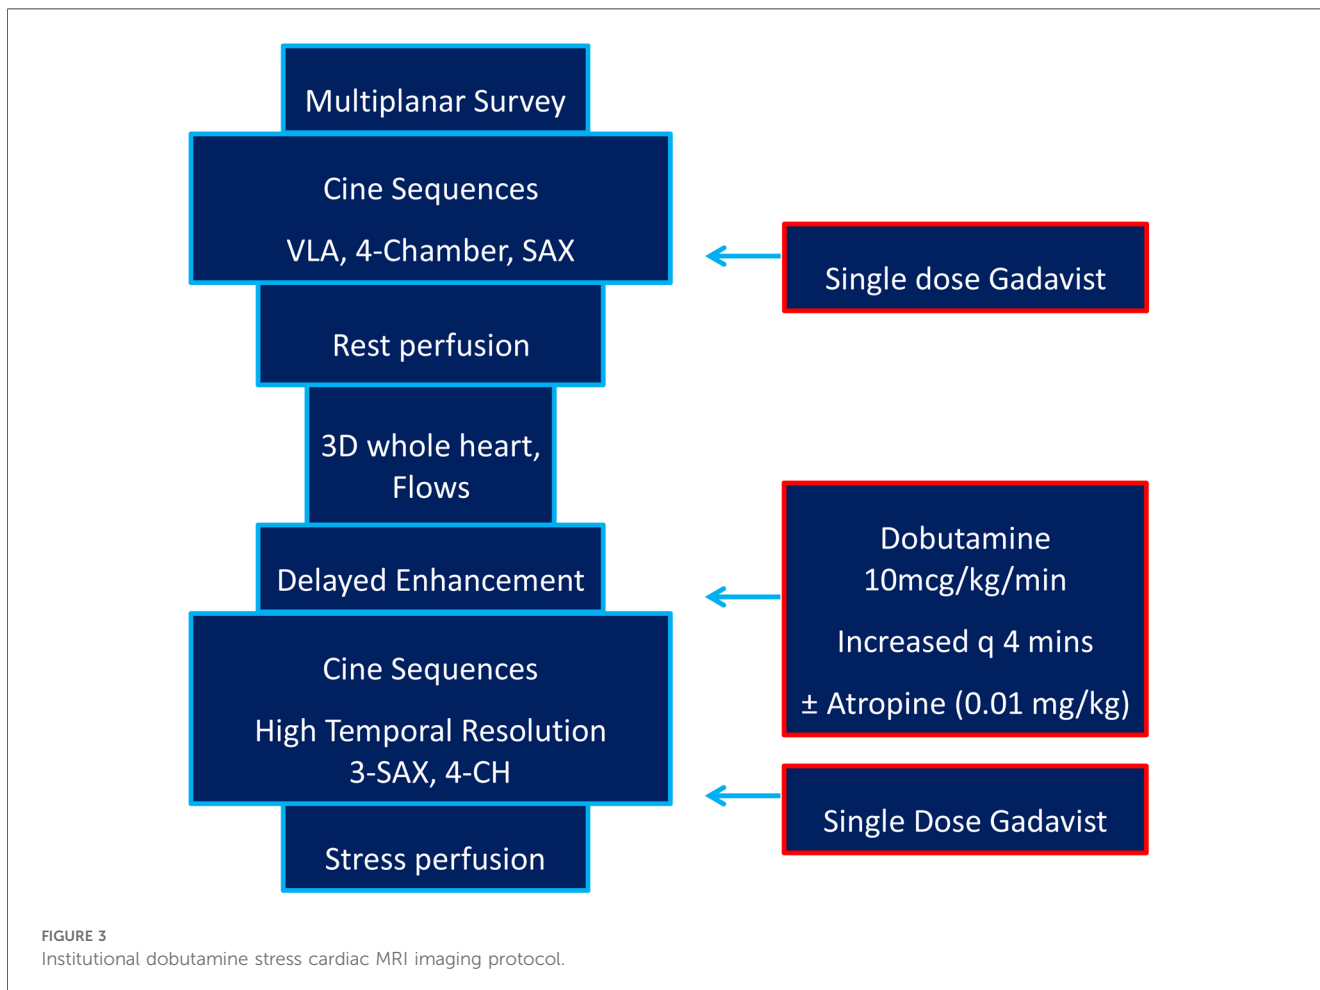 Multiplanar Survey
Cine Sequences
VLA, 4-Chamber, SAX
Single dose Gadavist
Rest perfusion
3D whole heart,
Flows
Delayed Enhancement
Dobutamine
10mcg/kg/min
Increased q 4 mins
± Atropine (0.01 mg/kg)
Cine Sequences
High Temporal Resolution
3-SAX, 4-CH
Single Dose Gadavist
Stress perfusion
FIGURE 3
Institutional dobutamine stress cardiac MRI imaging protocol.